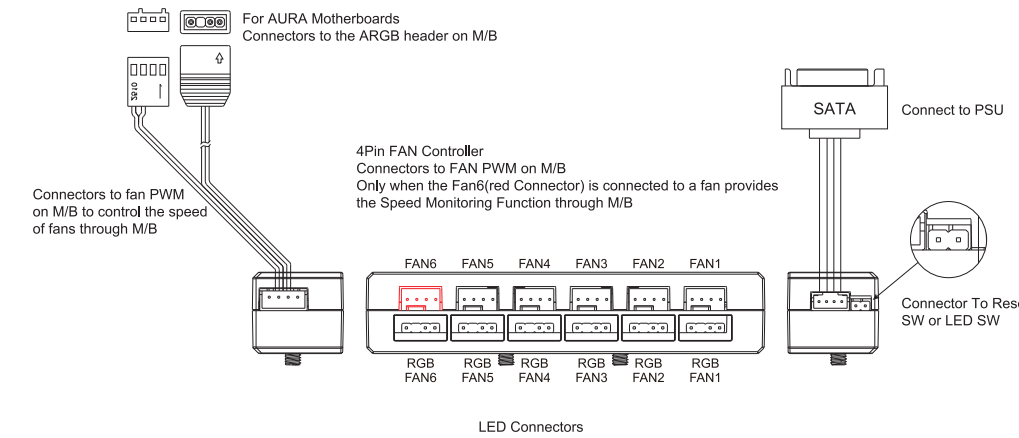 For AURA Motherboards
Connectors to the ARGB header on M/B
2510
SATA
Connect to PSU
4Pin FAN Controller
Connectors to FAN PWM on M/B
Only when the Fan6(red Connector) is connected to a fan provides
the Speed Monitoring Function through M/B
Connectors to fan PWM
on M/B to control the speed
of fans through M/B
FAN6 FAN5 FAN4 FAN3 FAN2 FAN1
Connector To Rese
SW or LED SW
RGB RGB RGB RGB RGB RGB
FAN6 FAN5 FAN4 FAN3 FAN2 FAN1
LED Connectors